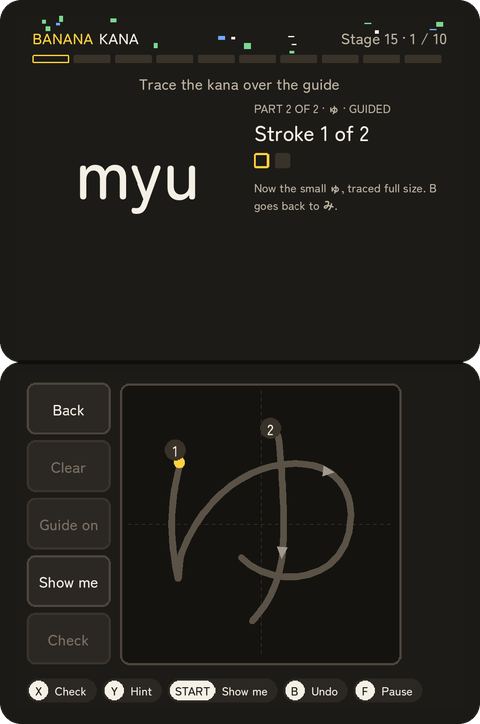 BANANA KANA
Stage 15 · 1 / 10
Trace the kana over the guide
PART 2 OF 2 · ゅ · GUIDED
Stroke 1 of 2
myu
Now the small ゅ, traced full size. B
goes back to み.
Back
Clear
Guide on
Show me
Check
1
2
ゆ
X Check
Y Hint
START Show me
B Undo
F Pause